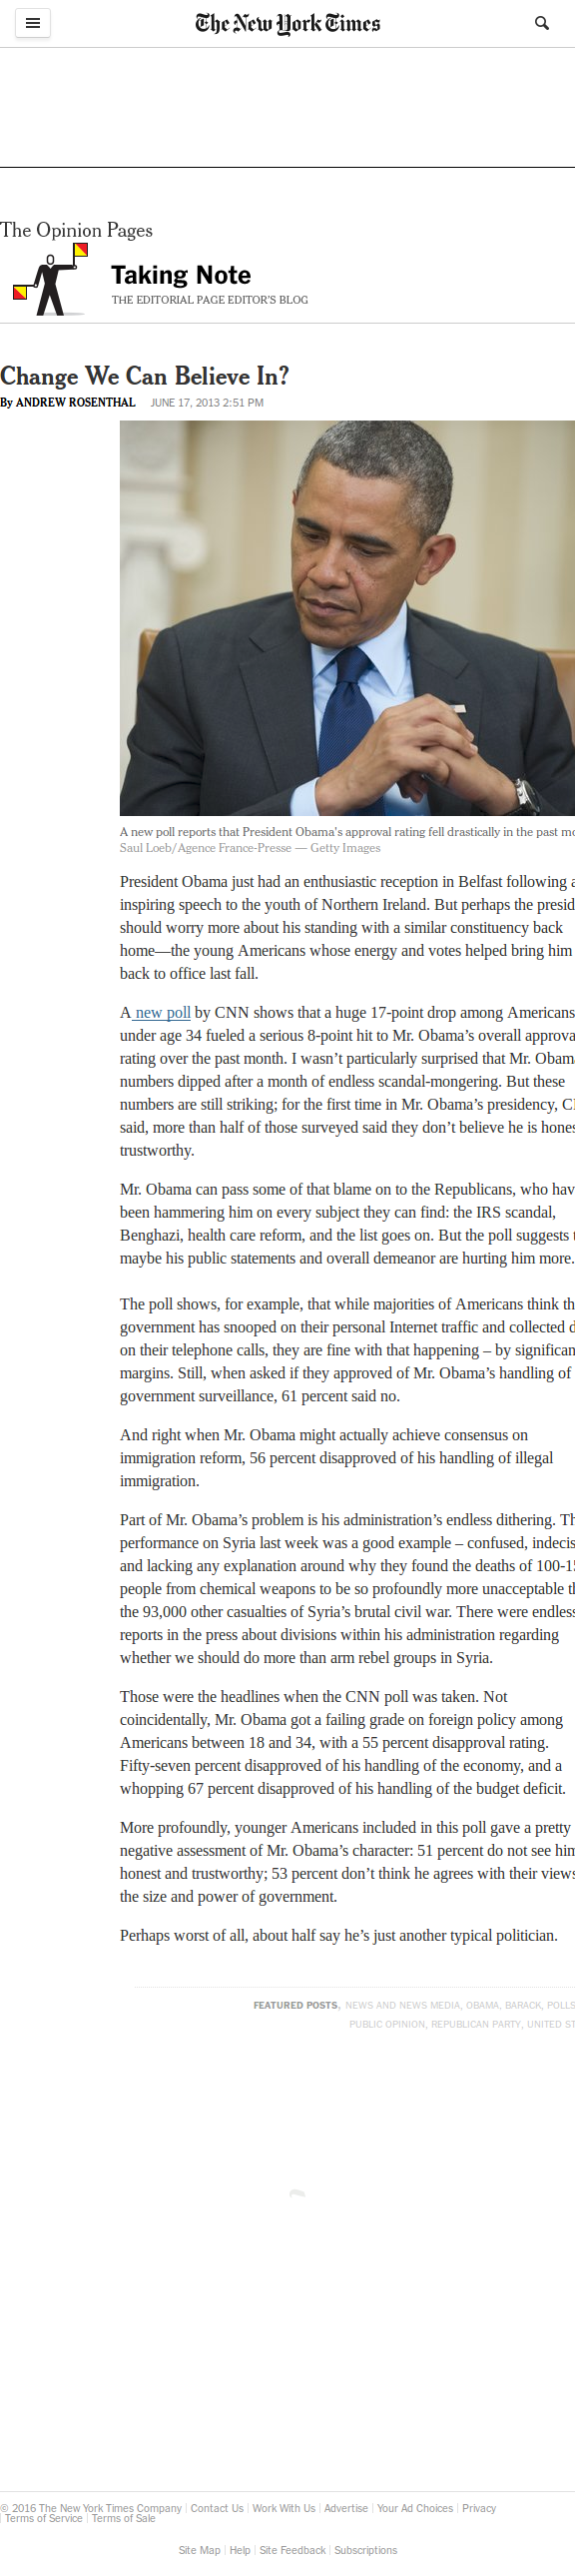 The New York Times
The Opinion Pages
Taking Note
THE EDITORIAL PAGE EDITOR'S BLOG
Change We Can Believe In?
By ANDREW ROSENTHAL JUNE 17, 2013 2:51 PM
A new poll reports that President Obama's approval rating fell drastically in the past mo
Saul Loeb/Agence France-Presse — Getty Images
President Obama just had an enthusiastic reception in Belfast following a
inspiring speech to the youth of Northern Ireland. But perhaps the presid
should worry more about his standing with a similar constituency back
home—the young Americans whose energy and votes helped bring him
back to office last fall.
A new poll by CNN shows that a huge 17-point drop among Americans
under age 34 fueled a serious 8-point hit to Mr. Obama's overall approva
rating over the past month. I wasn't particularly surprised that Mr. Obama
numbers dipped after a month of endless scandal-mongering. But these
numbers are still striking; for the first time in Mr. Obama's presidency, C
said, more than half of those surveyed said they don't believe he is hones
trustworthy.
Mr. Obama can pass some of that blame on to the Republicans, who hav
been hammering him on every subject they can find: the IRS scandal,
Benghazi, health care reform, and the list goes on. But the poll suggests t
maybe his public statements and overall demeanor are hurting him more.
The poll shows, for example, that while majorities of Americans think th
government has snooped on their personal Internet traffic and collected d
on their telephone calls, they are fine with that happening – by significan
margins. Still, when asked if they approved of Mr. Obama's handling of
government surveillance, 61 percent said no.
And right when Mr. Obama might actually achieve consensus on
immigration reform, 56 percent disapproved of his handling of illegal
immigration.
Part of Mr. Obama's problem is his administration's endless dithering. Th
performance on Syria last week was a good example – confused, indecis
and lacking any explanation around why they found the deaths of 100-15
people from chemical weapons to be so profoundly more unacceptable th
the 93,000 other casualties of Syria's brutal civil war. There were endless
reports in the press about divisions within his administration regarding
whether we should do more than arm rebel groups in Syria.
Those were the headlines when the CNN poll was taken. Not
coincidentally, Mr. Obama got a failing grade on foreign policy among
Americans between 18 and 34, with a 55 percent disapproval rating.
Fifty-seven percent disapproved of his handling of the economy, and a
whopping 67 percent disapproved of his handling of the budget deficit.
More profoundly, younger Americans included in this poll gave a pretty
negative assessment of Mr. Obama's character: 51 percent do not see him
honest and trustworthy; 53 percent don't think he agrees with their views
the size and power of government.
Perhaps worst of all, about half say he's just another typical politician.
FEATURED POSTS, NEWS AND NEWS MEDIA, OBAMA, BARACK, POLLS
PUBLIC OPINION, REPUBLICAN PARTY, UNITED ST
© 2016 The New York Times Company | Contact Us | Work With Us | Advertise | Your Ad Choices | Privacy
| Terms of Service | Terms of Sale
Site Map | Help | Site Feedback | Subscriptions